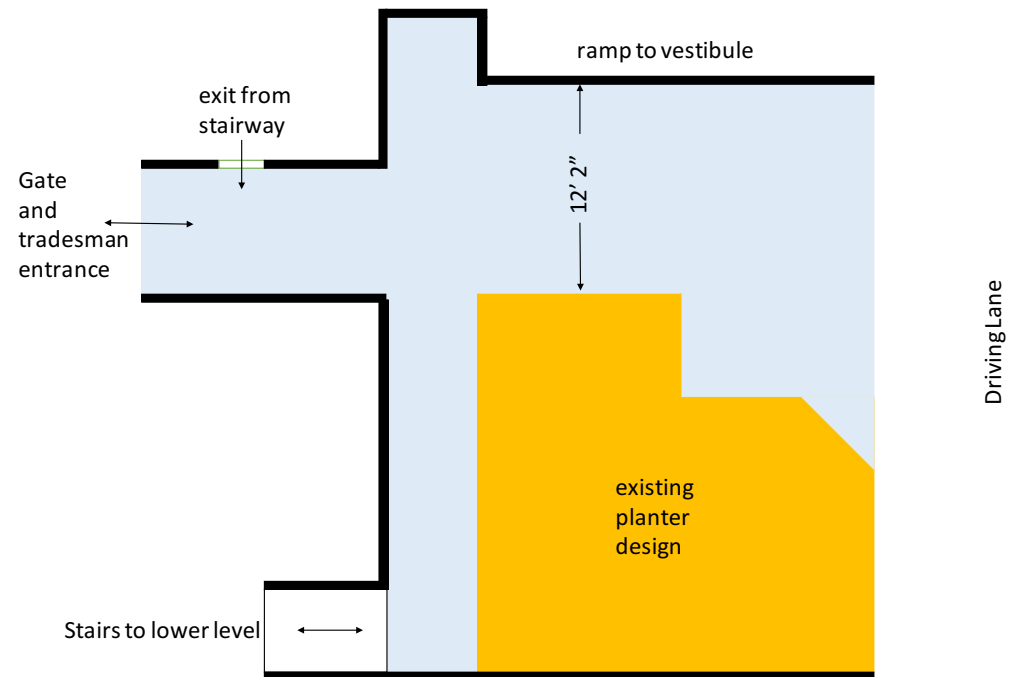 ramp to vestibule
exit from
stairway
Gate
and
tradesman
entrance
12’ 2”
Driving Lane
existing
planter
design
Stairs to lower level